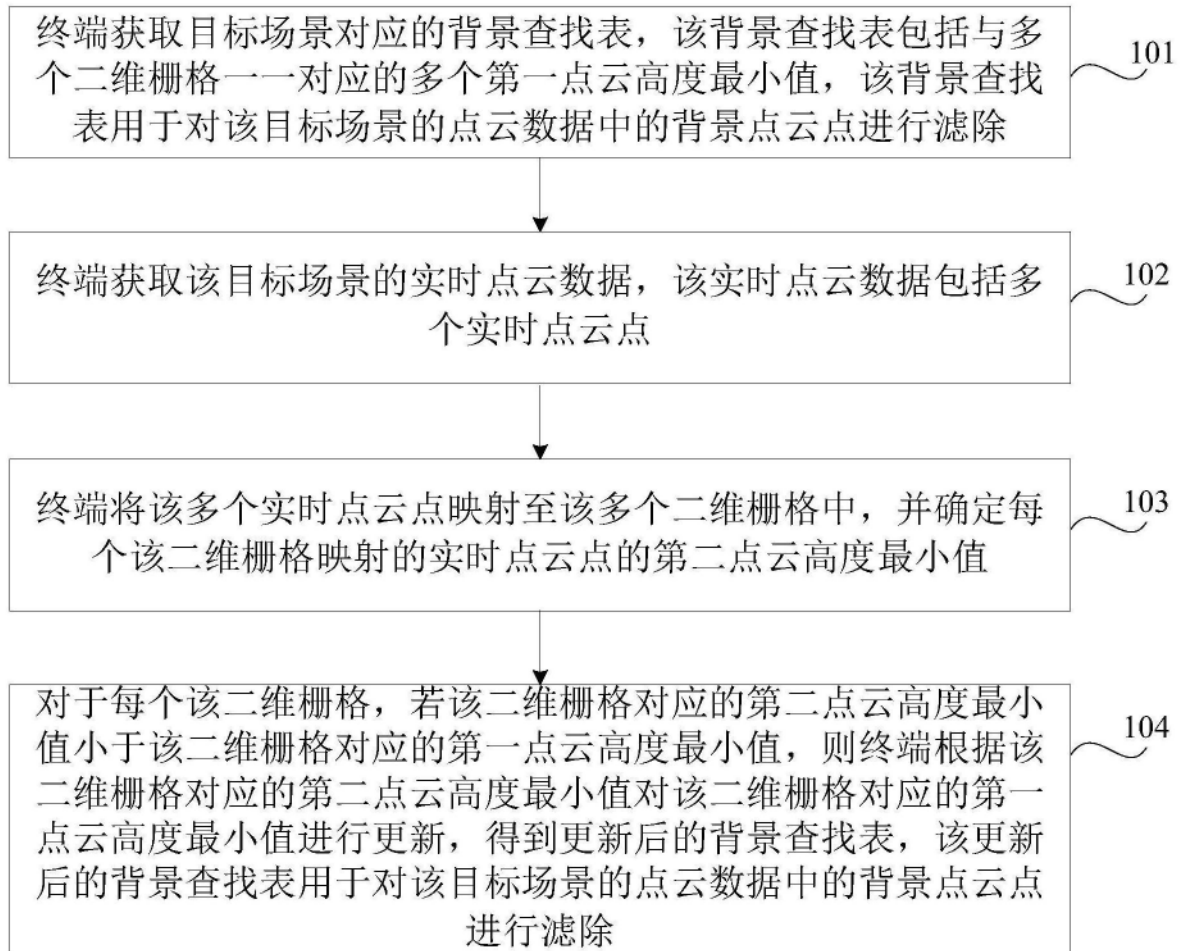 终端获取目标场景对应的背景查找表，该背景查找表包括与多
个二维栅格一一对应的多个第一点云高度最小值，该背景查找
表用于对该目标场景的点云数据中的背景点云点进行滤除
101
终端获取该目标场景的实时点云数据，该实时点云数据包括多
个实时点云点
102
终端将该多个实时点云点映射至该多个二维栅格中，并确定每
个该二维栅格映射的实时点云点的第二点云高度最小值
103
对于每个该二维栅格，若该二维栅格对应的第二点云高度最小
值小于该二维栅格对应的第一点云高度最小值，则终端根据该
二维栅格对应的第二点云高度最小值对该二维栅格对应的第一
点云高度最小值进行更新，得到更新后的背景查找表，该更新
后的背景查找表用于对该目标场景的点云数据中的背景点云点
进行滤除
104